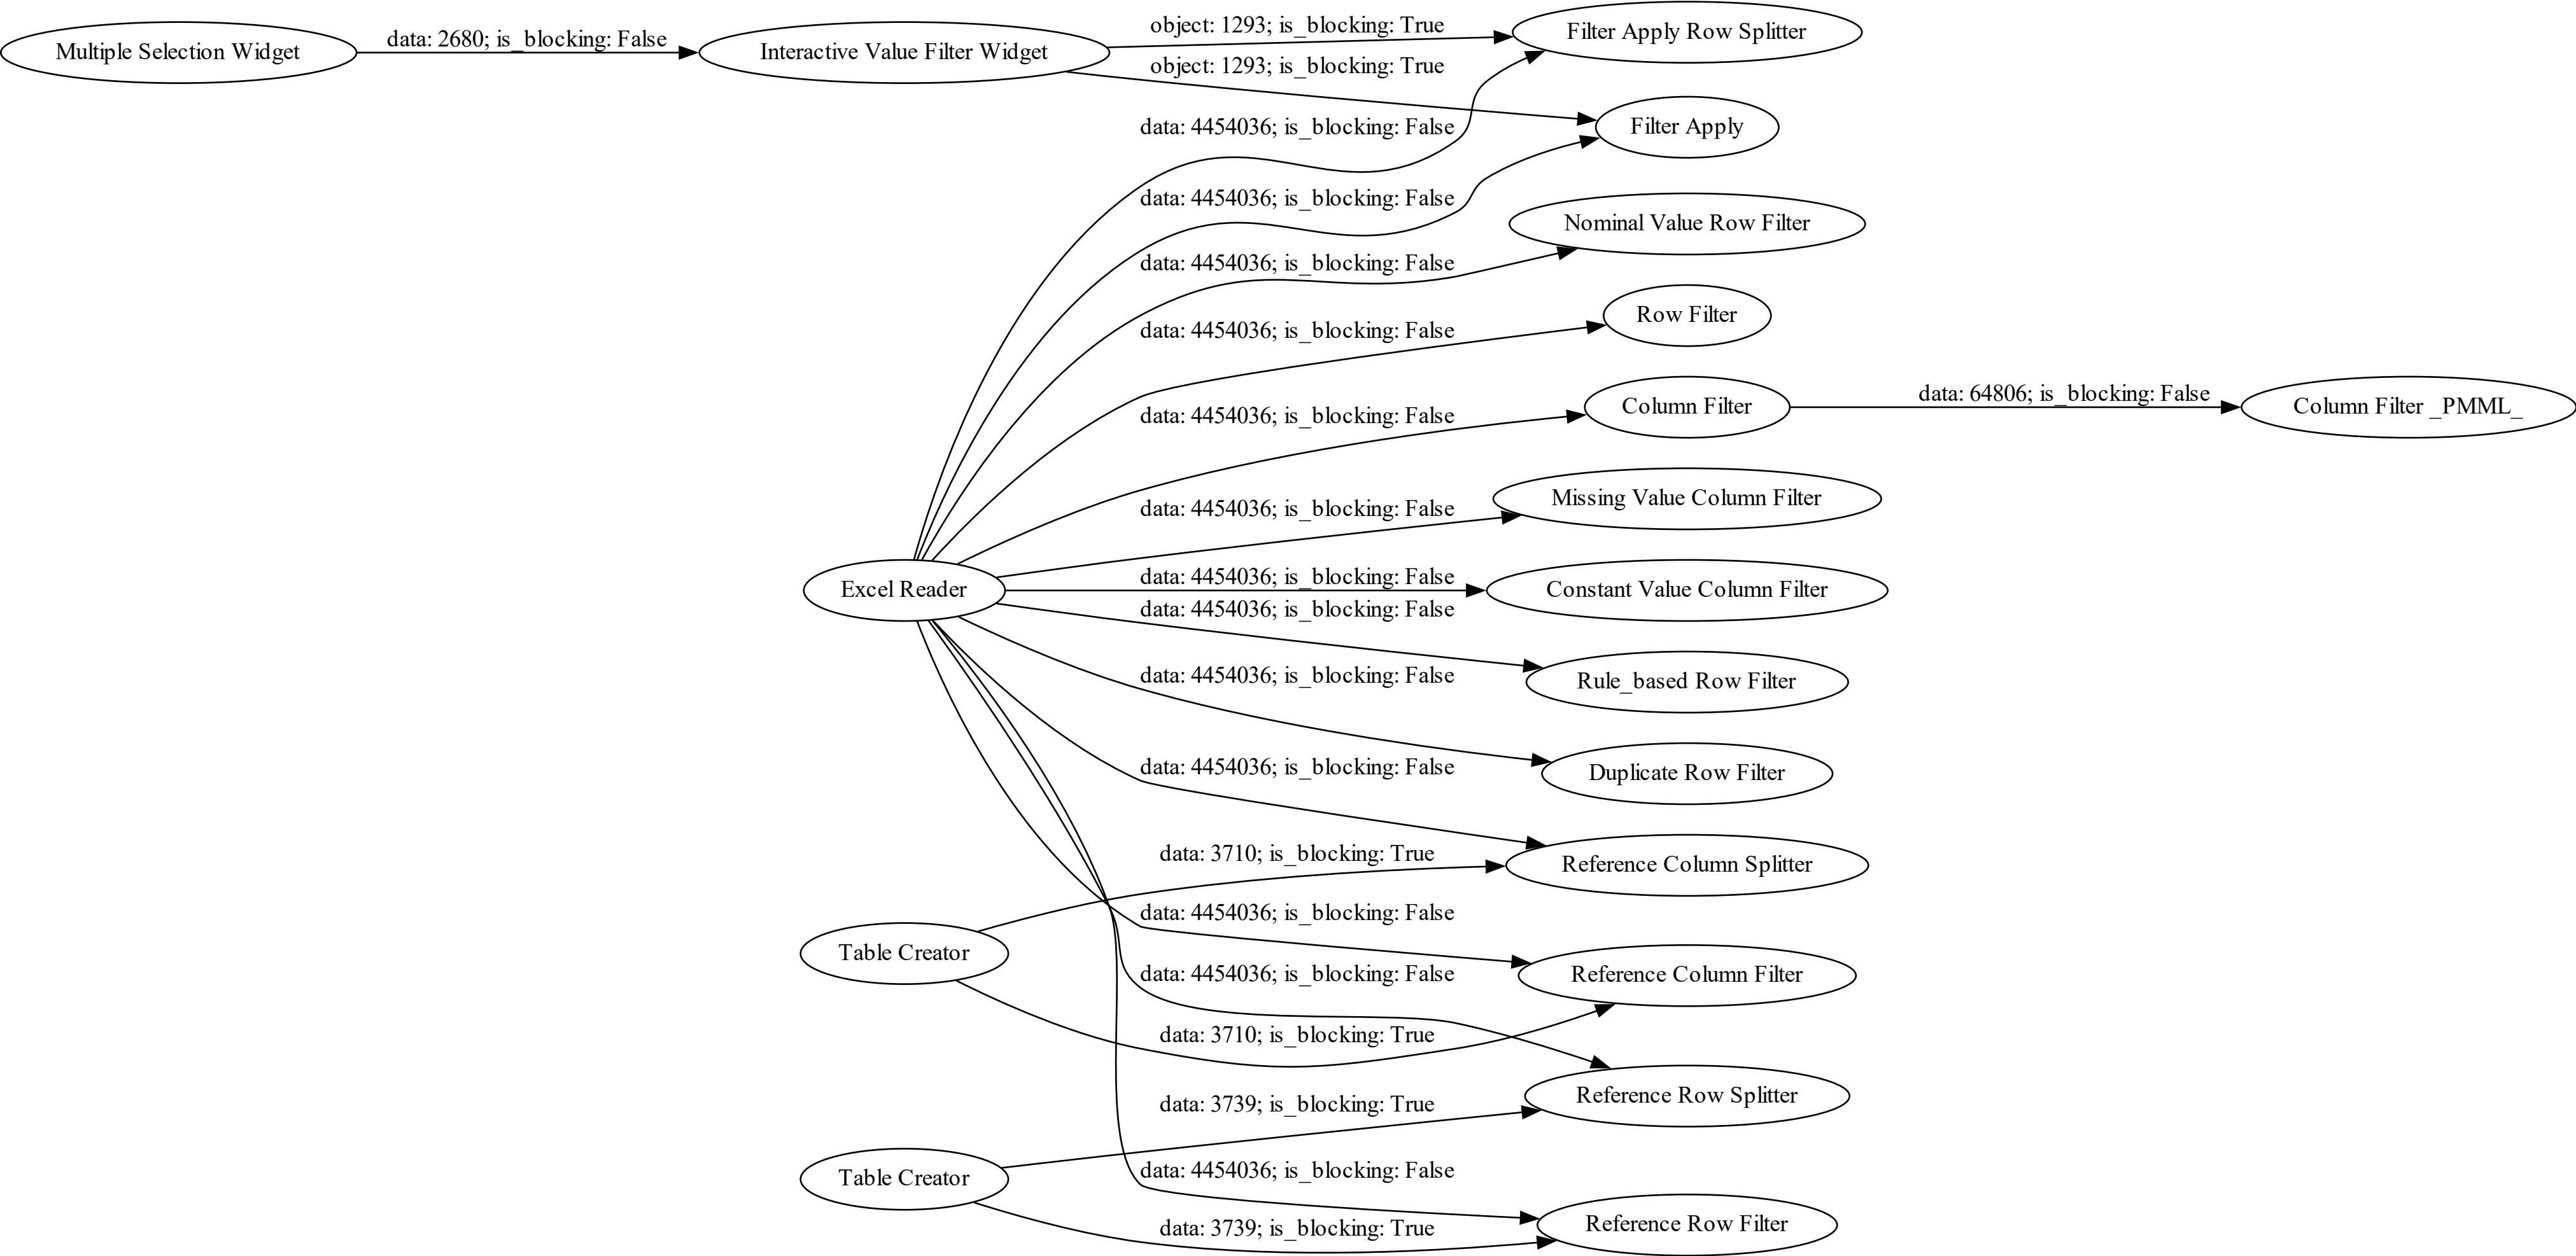 Multiple Selection Widget
data: 2680; is_blocking: False
Interactive Value Filter Widget
object: 1293; is_blocking: True
Filter Apply Row Splitter
object: 1293; is_blocking: True
data: 4454036; is_blocking: False
Filter Apply
data: 4454036; is_blocking: False
Nominal Value Row Filter
data: 4454036; is_blocking: False
Row Filter
data: 4454036; is_blocking: False
Column Filter
data: 64806; is_blocking: False
Column Filter _PMML_
data: 4454036; is_blocking: False
Missing Value Column Filter
data: 4454036; is_blocking: False
Excel Reader
data: 4454036; is_blocking: False
Constant Value Column Filter
data: 4454036; is_blocking: False
Rule_based Row Filter
data: 4454036; is_blocking: False
Duplicate Row Filter
data: 4454036; is_blocking: False
data: 3710; is_blocking: True
Reference Column Splitter
data: 4454036; is_blocking: False
Table Creator
data: 4454036; is_blocking: False
Reference Column Filter
data: 3710; is_blocking: True
data: 3739; is_blocking: True
Reference Row Splitter
data: 4454036; is_blocking: False
Table Creator
data: 3739; is_blocking: True
Reference Row Filter